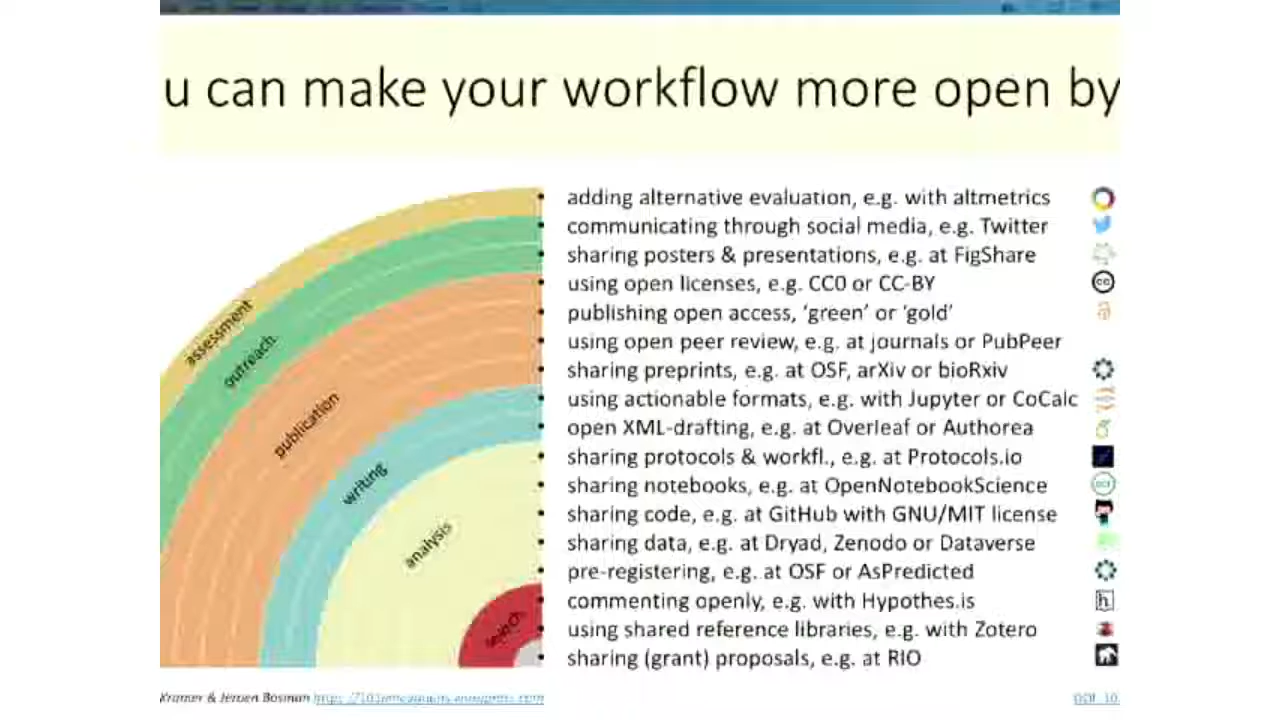 u can make your workflow more open by
adding alternative evaluation, e.g. with altmetrics
communicating through social media, e.g. Twitter
sharing posters & presentations, e.g. at FigShare
using open licenses, e.g. CC0 or CC-BY
publishing open access, ‘green’ or ‘gold’
using open peer review, e.g. at journals or PubPeer
sharing preprints, e.g. at OSF, arXiv or bioRxiv
using actionable formats, e.g. with Jupyter or CoCalc
open XML-drafting, e.g. at Overleaf or Authorea
sharing protocols & workfl., e.g. at Protocols.io
sharing notebooks, e.g. at OpenNotebookScience
sharing code, e.g. at GitHub with GNU/MIT license
sharing data, e.g. at Dryad, Zenodo or Dataverse
pre-registering, e.g. at OSF or AsPredicted
commenting openly, e.g. with Hypothes.is
using shared reference libraries, e.g. with Zotero
sharing (grant) proposals, e.g. at RIO
assessment
outreach
publication
writing
analysis
search
Kramer & Jeroen Bosman
DOI: 10